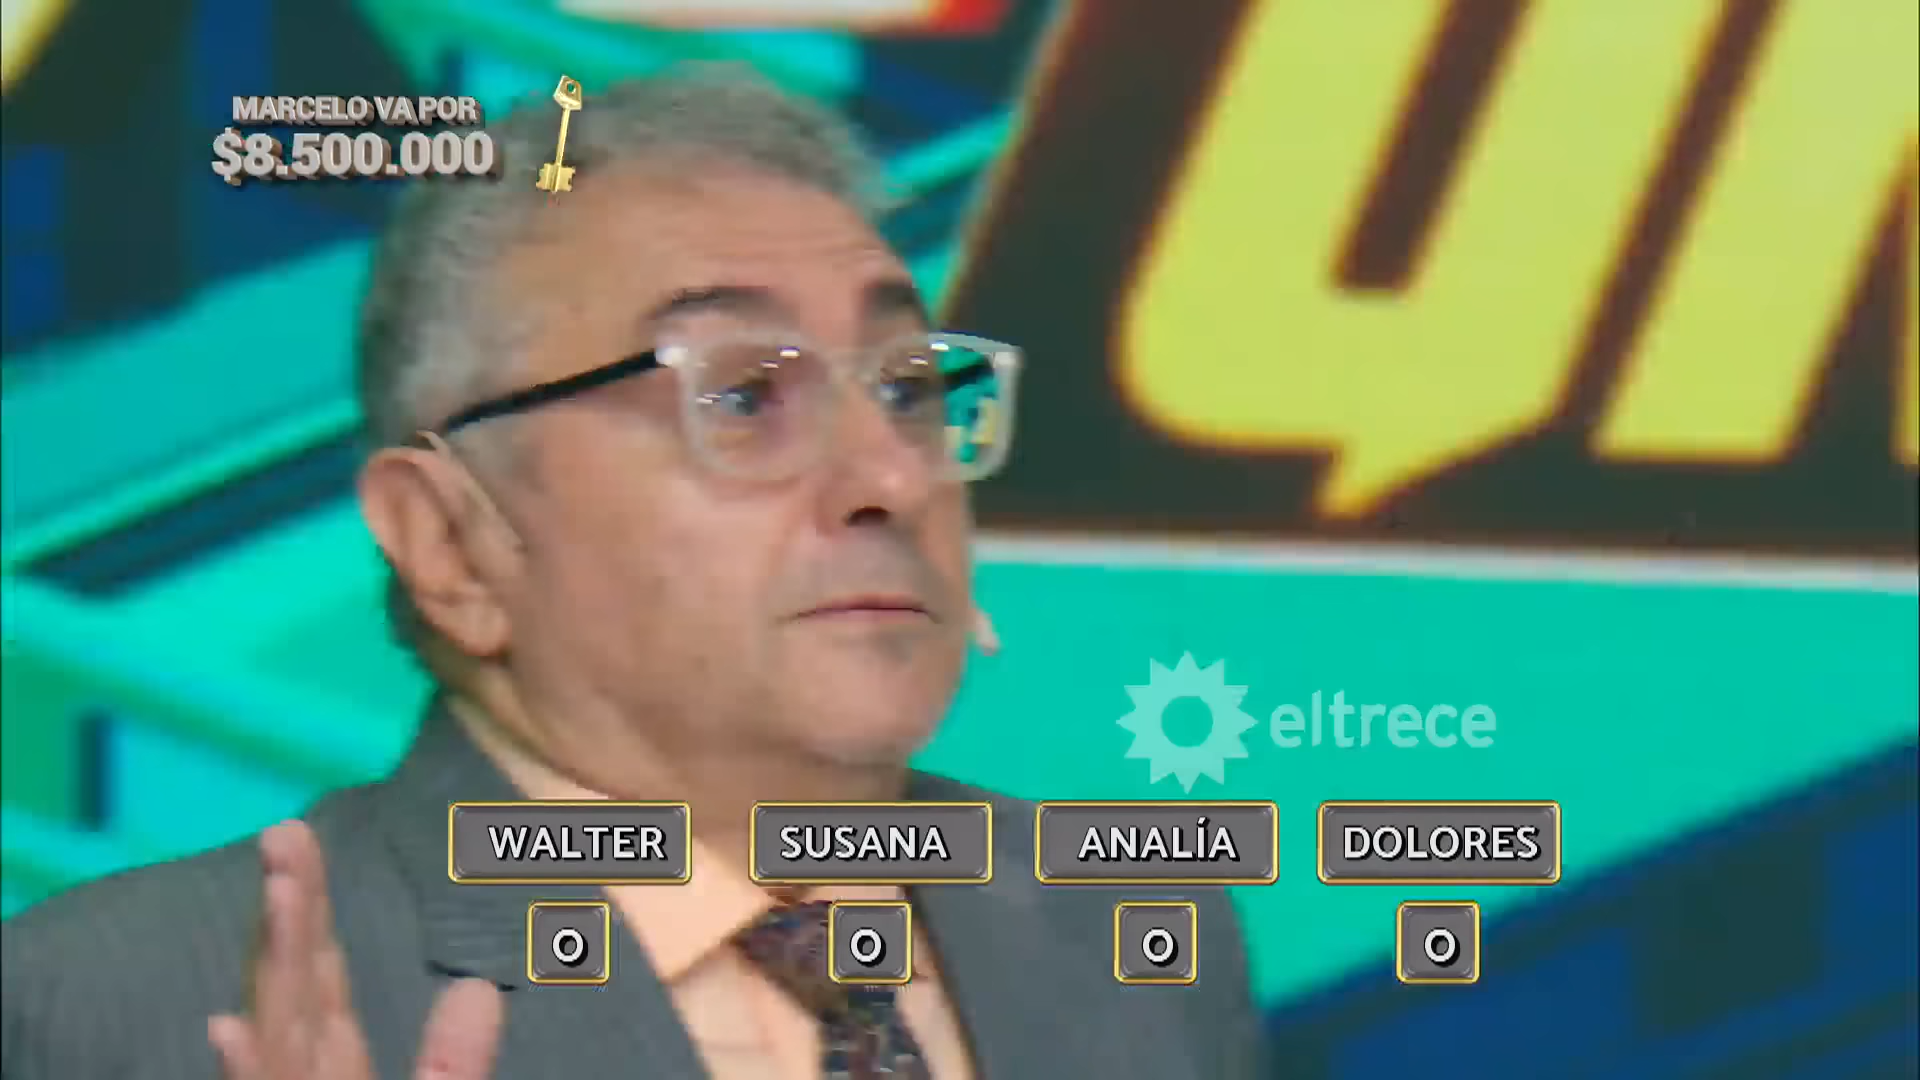 MARCELO VA POR
$8.500.000
eltrece
WALTER SUSANA ANALÍA DOLORES
0 0 0 0